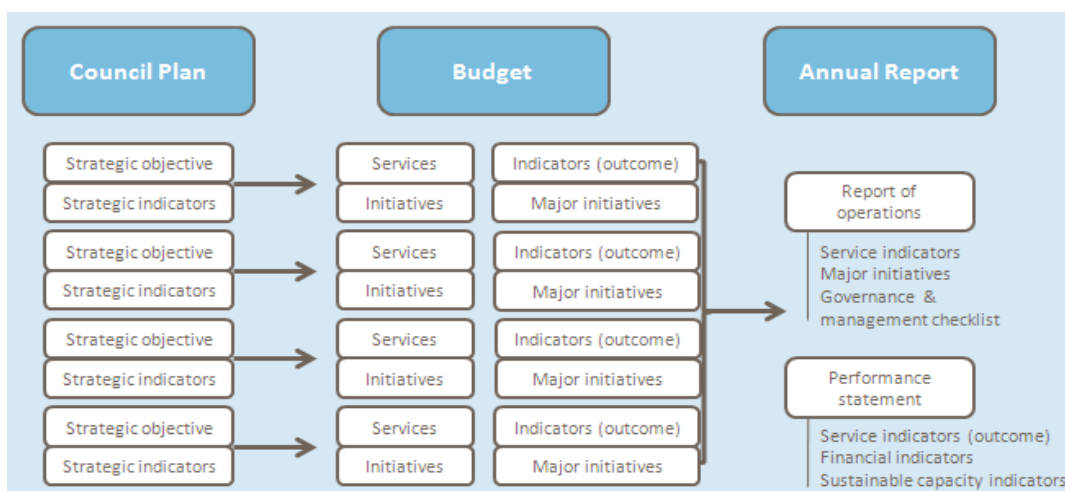 Council Plan
Budget
Annual Report
Strategic objective
Strategic indicators
Services
Initiatives
Indicators (outcome)
Major initiatives
Strategic objective
Strategic indicators
Services
Initiatives
Indicators (outcome)
Major initiatives
Strategic objective
Strategic indicators
Services
Initiatives
Indicators (outcome)
Major initiatives
Strategic objective
Strategic indicators
Services
Initiatives
Indicators (outcome)
Major initiatives
Report of
operations
Service indicators
Major initiatives
Governance &
management checklist
Performance
statement
Service indicators (outcome)
Financial indicators
Sustainable capacity indicators